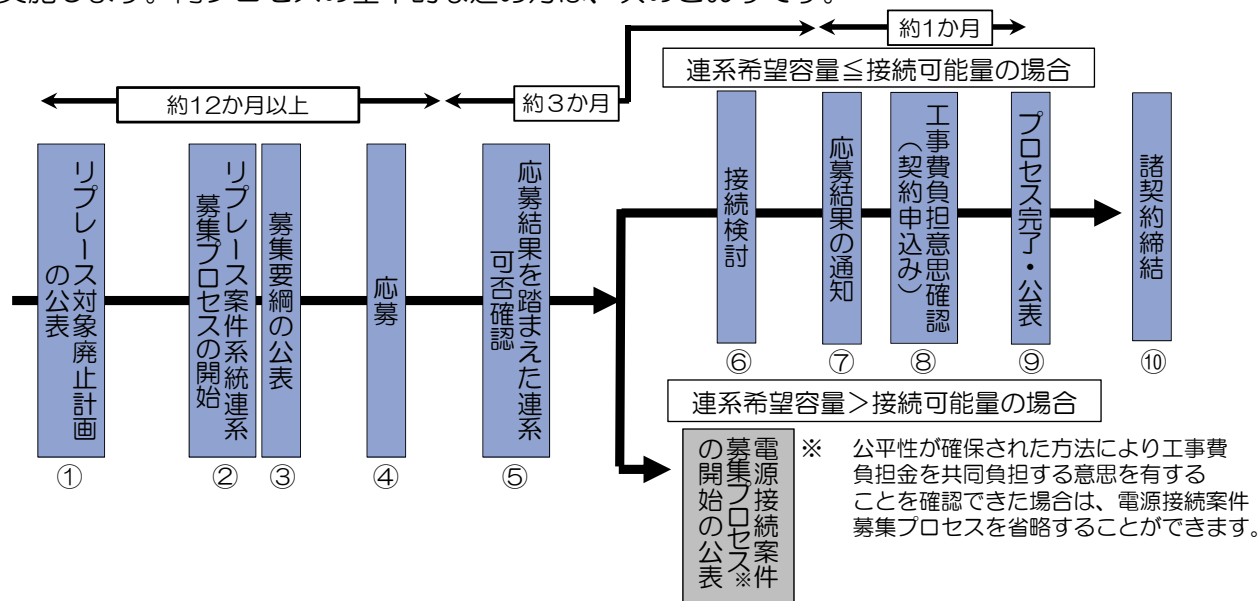 約1か月
連系希望容量≦接続可能量の場合
約12か月以上
約3か月
リプレース対象廃止計画
の公表
①
リプレース案件系統連系
募集プロセスの開始
②
募集要綱の公表
③
応募
④
応募結果を踏まえた連系
可否確認
⑤
接続検討
⑥
応募結果の通知
⑦
工事費負担意思確認
(契約申込み)
⑧
プロセス完了・公表
⑨
諸契約締結
⑩
連系希望容量>接続可能量の場合
電源接続案件
募集プロセス※
の開始の公表
※ 公平性が確保された方法により工事費
負担金を共同負担する意思を有する
ことを確認できた場合は、電源接続案件
募集プロセスを省略することができます。